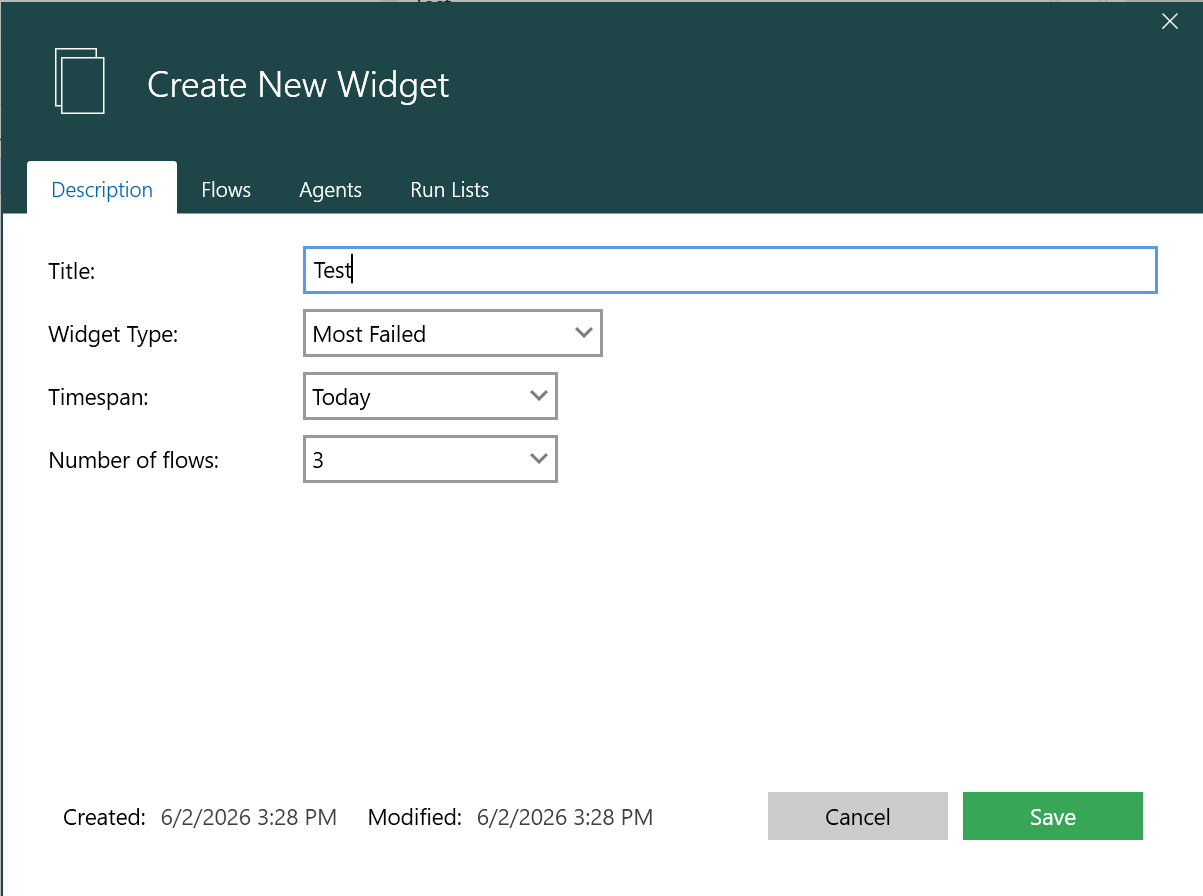 Create New Widget
Description Flows Agents Run Lists
Title: Test
Widget Type: Most Failed
Timespan: Today
Number of flows: 3
Created: 6/2/2026 3:28 PM Modified: 6/2/2026 3:28 PM Cancel Save